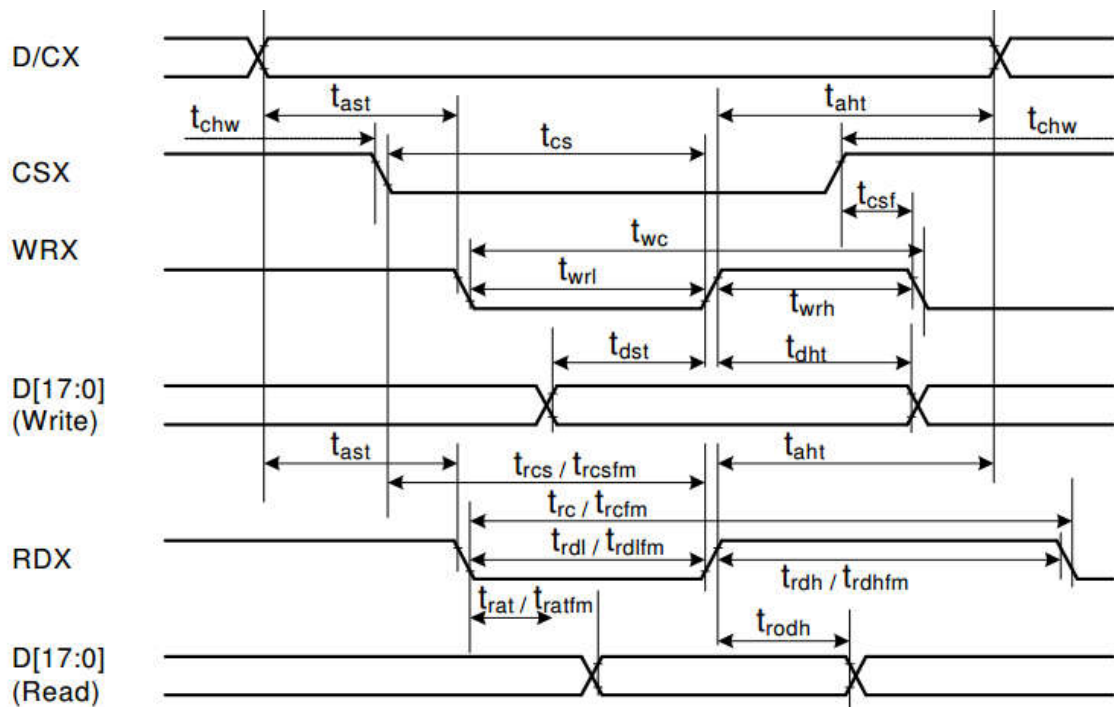 D/CX
t_ast
t_aht
t_chw
t_chw
t_cs
CSX
t_csf
WRX
t_wc
t_wrl
t_wrh
t_dst
t_dht
D[17:0]
(Write)
t_ast
t_rcs / t_rcsfm
t_aht
t_rc / t_rcfm
RDX
t_rdl / t_rdlfm
t_rdh / t_rdhfm
t_rat / t_ratfm
t_rodh
D[17:0]
(Read)